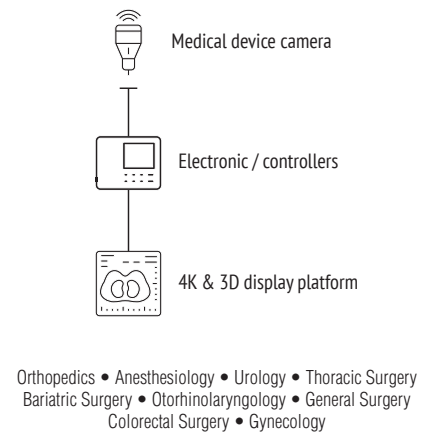 Medical device camera
Electronic / controllers
4K & 3D display platform
Orthopedics • Anesthesiology • Urology • Thoracic Surgery
Bariatric Surgery • Otorhinolaryngology • General Surgery
Colorectal Surgery • Gynecology